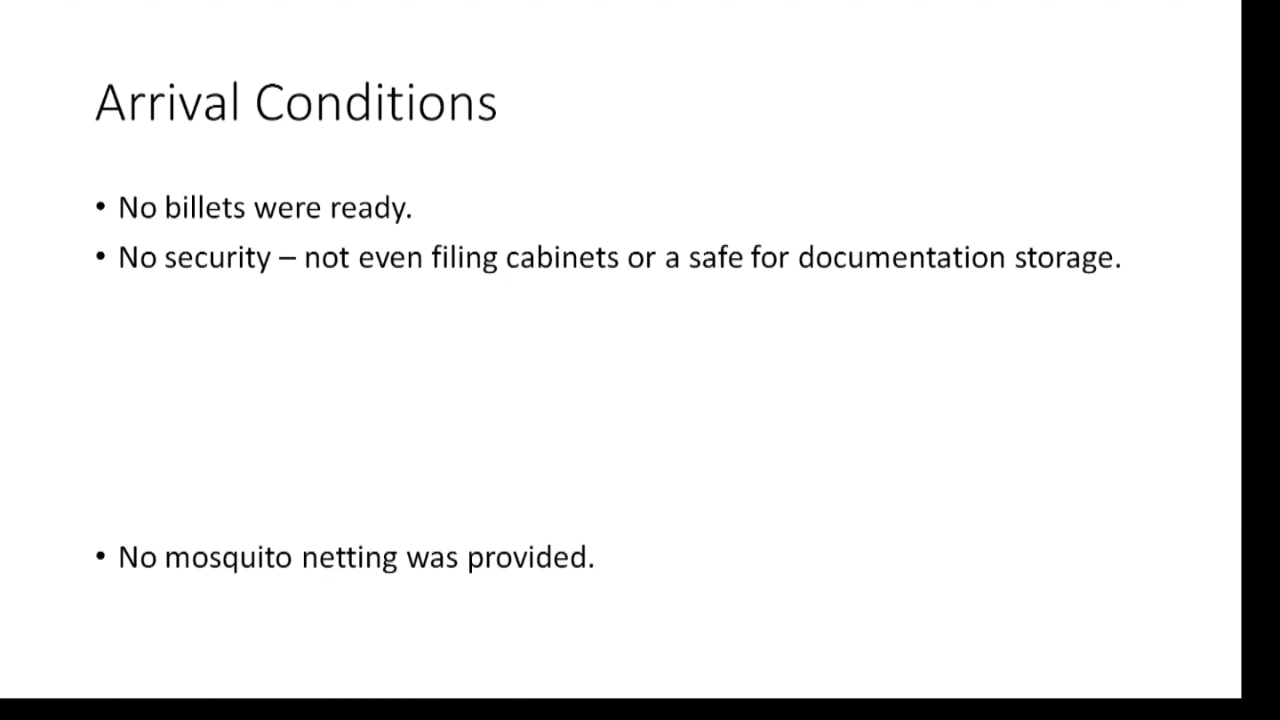 Arrival Conditions
• No billets were ready.
• No security – not even filing cabinets or a safe for documentation storage.
• No mosquito netting was provided.